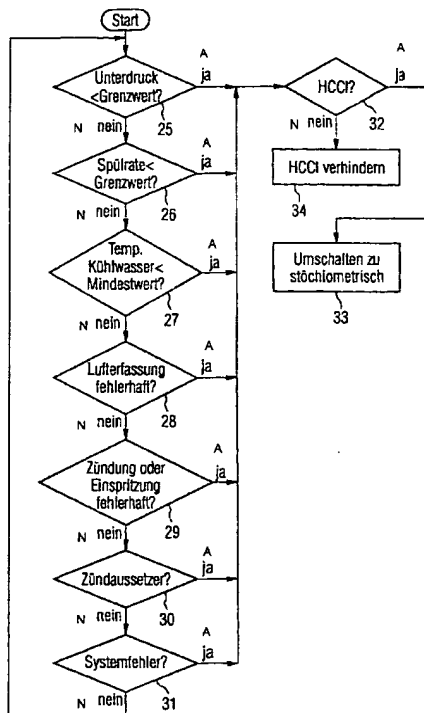 Start
Unterdruck
<Grenzwert?
A
ja
25
N nein
HCCI?
A
ja
32
N nein
HCCI verhindern
34
Spülrate<
Grenzwert?
A
ja
26
N nein
Umschalten zu
stöchiometrisch
33
Temp.
Kühlwasser<
Mindestwert?
A
ja
27
N nein
Lufterfassung
fehlerhaft?
A
ja
28
N nein
Zündung oder
Einspritzung
fehlerhaft?
A
ja
29
N nein
Zündaussetzer?
A
ja
30
N nein
Systemfehler?
A
ja
31
N nein